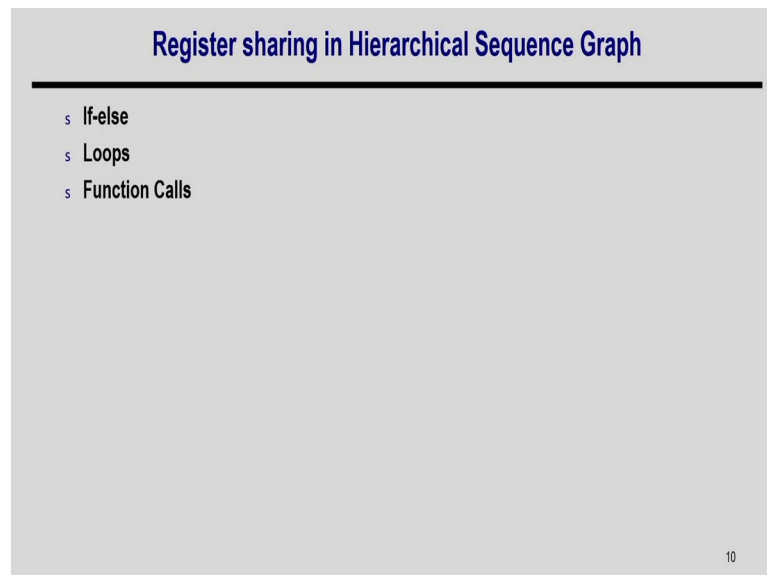 Register sharing in Hierarchical Sequence Graph
s If-else
s Loops
s Function Calls
10